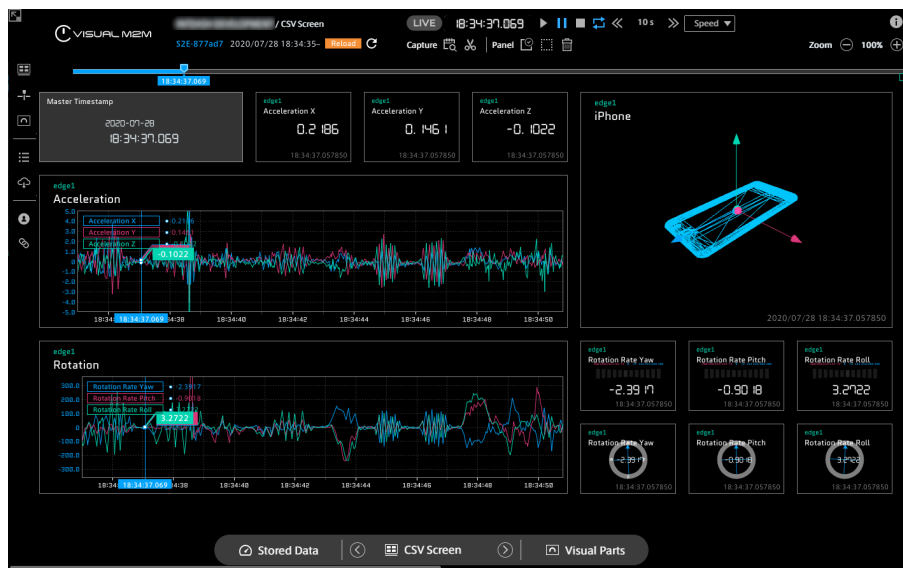 VISUAL M2M
/ CSV Screen
S2E-877ad7 2020/07/28 18:34:35– Reload
LIVE 18:34:37.069 10 s Speed
Capture Panel
Zoom 100%
18:34:37.069
Master Timestamp
2020-07-28
18:34:37.069
edge1
Acceleration X
0.2186
18:34:37.057850
edge1
Acceleration Y
0.1461
18:34:37.057850
edge1
Acceleration Z
-0.1022
18:34:37.057850
edge1
iPhone
2020/07/28 18:34:37.057850
edge1
Acceleration
5.0
4.0
3.0
2.0
1.0
0
-1.0
-2.0
-3.0
-4.0
-5.0
Acceleration X
Acceleration Y
Acceleration Z
-0.1022
18:34:37.069 18:34:40 18:34:42 18:34:44 18:34:46 18:34:48 18:34:50
edge1
Rotation
300.0
200.0
100.0
0
-100.0
-200.0
-300.0
Rotation Rate Yaw -2.3917
Rotation Rate Pitch -0.9018
Rotation Rate Roll
3.2722
18:34:37.069 18:34:40 18:34:42 18:34:44 18:34:46 18:34:48 18:34:50
edge1
Rotation Rate Yaw
-2.3917
18:34:37.057850
edge1
Rotation Rate Pitch
-0.9018
18:34:37.057850
edge1
Rotation Rate Roll
3.2722
18:34:37.057850
edge1
Rotation Rate Yaw
-2.3917
18:34:37.057850
edge1
Rotation Rate Pitch
-0.9018
18:34:37.057850
edge1
Rotation Rate Roll
3.2722
18:34:37.057850
Stored Data CSV Screen Visual Parts